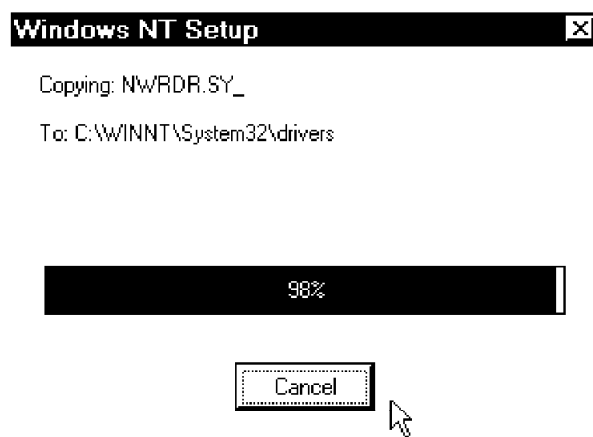 Windows NT Setup
Copying: NWRDR.SY_
To: C:\WINNT\System32\drivers
98%
Cancel